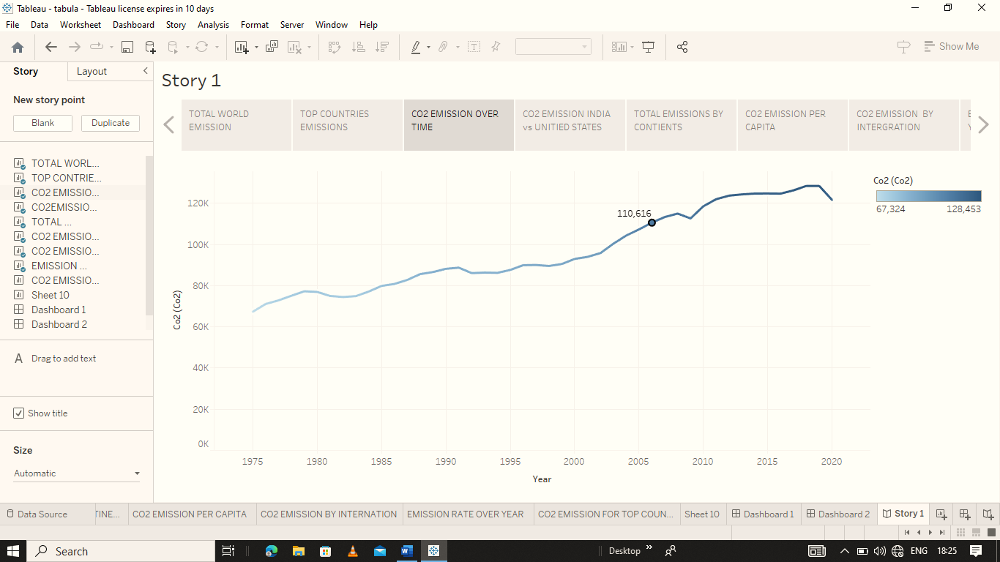 Tableau - tabula - Tableau license expires in 10 days
File Data Worksheet Dashboard Story Analysis Format Server Window Help
Show Me
Story Layout
New story point
Blank Duplicate
TOTAL WORL...
TOP CONTRIE...
CO2 EMISSIO...
CO2EMISSIO...
TOTAL ...
CO2 EMISSIO...
CO2 EMISSIO...
EMISSION ...
CO2 EMISSIO...
Sheet 10
Dashboard 1
Dashboard 2
A Drag to add text
Show title
Size
Automatic
Story 1
TOTAL WORLD
EMISSION
TOP COUNTRIES
EMISSIONS
CO2 EMISSION OVER
TIME
CO2 EMISSION INDIA
vs UNITIED STATES
TOTAL EMISSIONS BY
CONTIENTS
CO2 EMISSION PER
CAPITA
CO2 EMISSION BY
INTERGRATION
Co2 (Co2)
120K
100K
80K
60K
40K
20K
0K
110,616
1975 1980 1985 1990 1995 2000 2005 2010 2015 2020
Year
Co2 (Co2)
67,324 128,453
Data Source TINE... CO2 EMISSION PER CAPITA CO2 EMISSION BY INTERNATION EMISSION RATE OVER YEAR CO2 EMISSION FOR TOP COUN... Sheet 10 Dashboard 1 Dashboard 2 Story 1
Search
Desktop
ENG 18:25